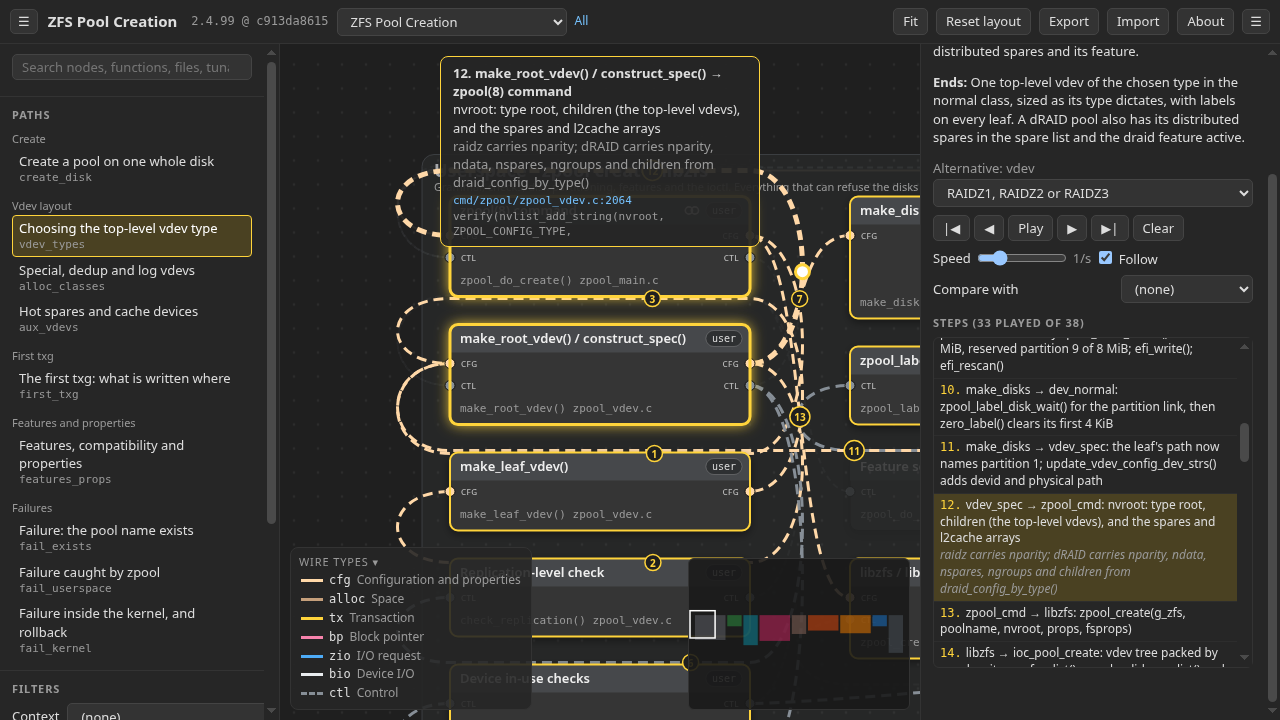 ☰ ZFS Pool Creation 2.4.99 @ c913da8615 ZFS Pool Creation All Fit Reset layout Export Import About ☰
Search nodes, functions, files, tun
PATHS
Create
Create a pool on one whole disk
create_disk
Vdev layout
Choosing the top-level vdev type
vdev_types
Special, dedup and log vdevs
alloc_classes
Hot spares and cache devices
aux_vdevs
First txg
The first txg: what is written where
first_txg
Features and properties
Features, compatibility and
properties
features_props
Failures
Failure: the pool name exists
fail_exists
Failure caught by zpool
fail_userspace
Failure inside the kernel, and
rollback
fail_kernel
FILTERS
Context (none)
12. make_root_vdev() / construct_spec() →
zpool(8) command
nvroot: type root, children (the top-level vdevs),
and the spares and l2cache arrays
raidz carries nparity; dRAID carries nparity,
ndata, nspares, ngroups and children from
draid_config_by_type()
cmd/zpool/zpool_vdev.c:2064
verify(nvlist_add_string(nvroot,
ZPOOL_CONFIG_TYPE,
Everything that can refuse the disks
user
CTL CTL
zpool_do_create() zpool_main.c
3
make_root_vdev() / construct_spec() user
CFG CFG
CTL CTL
make_root_vdev() zpool_vdev.c
1
make_leaf_vdev() user
CFG CFG
make_leaf_vdev() zpool_vdev.c
2
Replication-level check user
CTL
check_replication() zpool_vdev.c
Device in-use checks user
CTL
7
13
11
make_dis
CFG
make_disk
zpool_labe
CTL
zpool_lab
Feature s
CTL
zpool_do_
libzfs / lib
CFG
WIRE TYPES ▾
cfg Configuration and properties
alloc Space
tx Transaction
bp Block pointer
zio I/O request
bio Device I/O
ctl Control
distributed spares and its feature.
Ends: One top-level vdev of the chosen type in the
normal class, sized as its type dictates, with labels
on every leaf. A dRAID pool also has its distributed
spares in the spare list and the draid feature active.
Alternative: vdev
RAIDZ1, RAIDZ2 or RAIDZ3
|◀ ◀ Play ▶ ▶| Clear
Speed 1/s Follow
Compare with (none)
STEPS (33 PLAYED OF 38)
MiB, reserved partition 9 of 8 MiB; efi_write();
efi_rescan()
10. make_disks → dev_normal:
zpool_label_disk_wait() for the partition link, then
zero_label() clears its first 4 KiB
11. make_disks → vdev_spec: the leaf's path now
names partition 1; update_vdev_config_dev_strs()
adds devid and physical path
12. vdev_spec → zpool_cmd: nvroot: type root,
children (the top-level vdevs), and the spares and
l2cache arrays
raidz carries nparity; dRAID carries nparity, ndata,
nspares, ngroups and children from
draid_config_by_type()
13. zpool_cmd → libzfs: zpool_create(g_zfs,
poolname, nvroot, props, fsprops)
14. libzfs → ioc_pool_create: vdev tree packed by